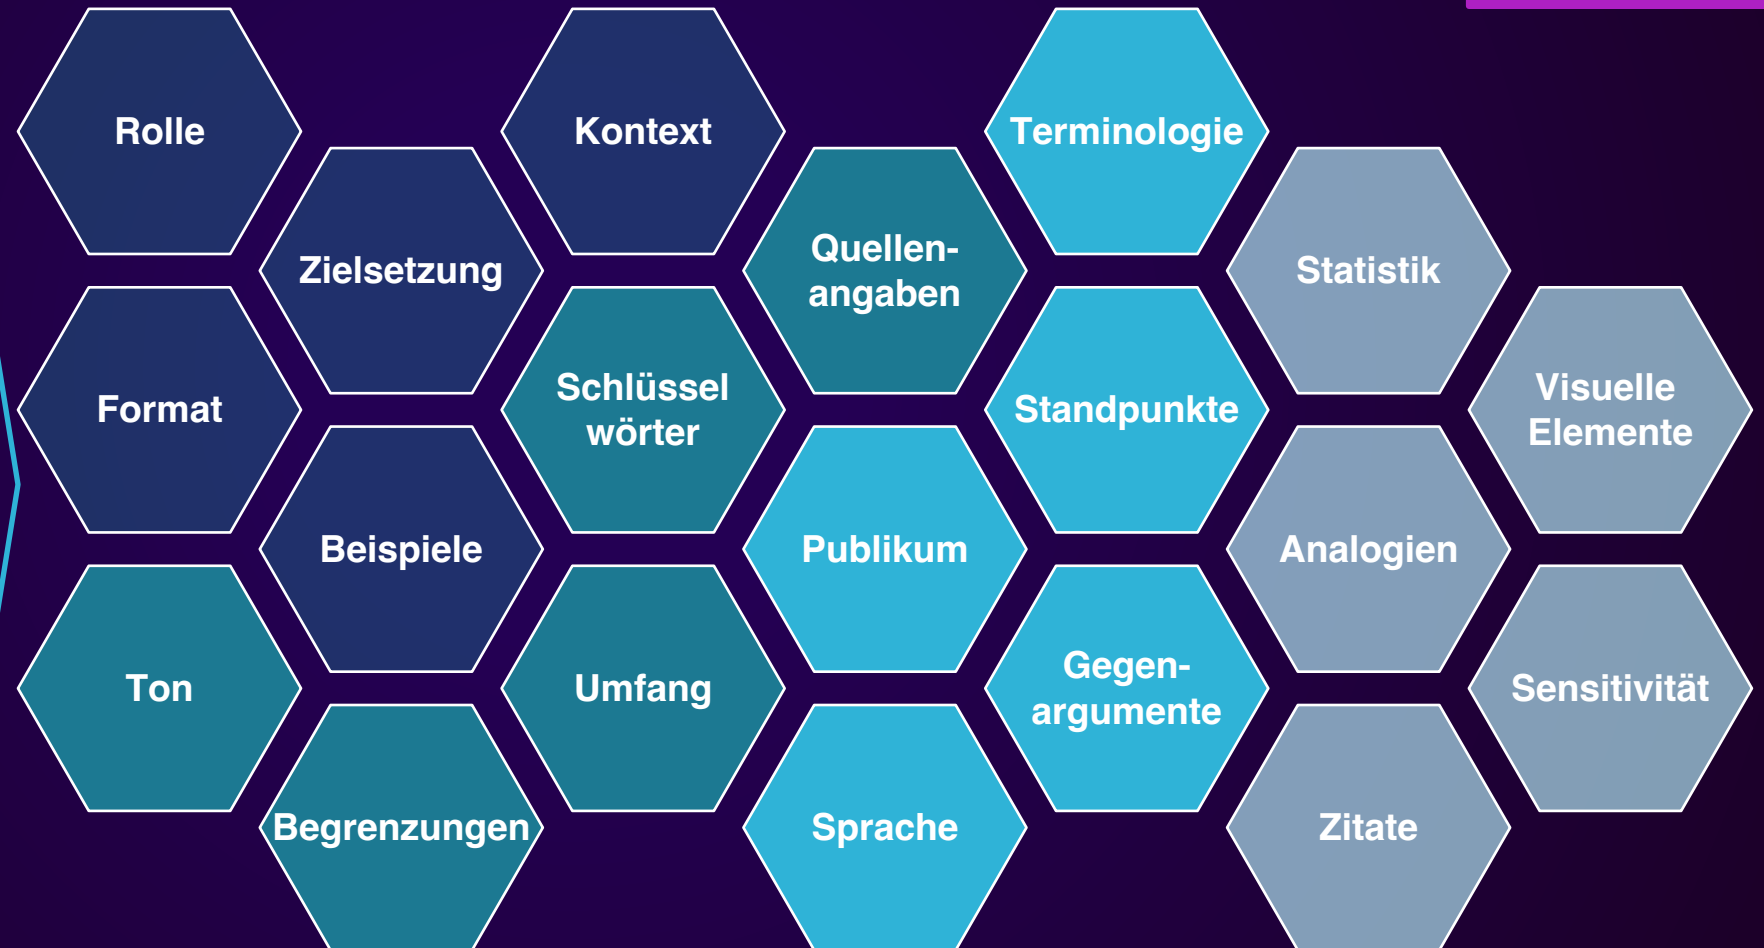 Rolle
Kontext
Terminologie
Zielsetzung
Quellen-
angaben
Statistik
Format
Schlüssel
wörter
Standpunkte
Visuelle
Elemente
Beispiele
Publikum
Analogien
Ton
Umfang
Gegen-
argumente
Sensitivität
Begrenzungen
Sprache
Zitate